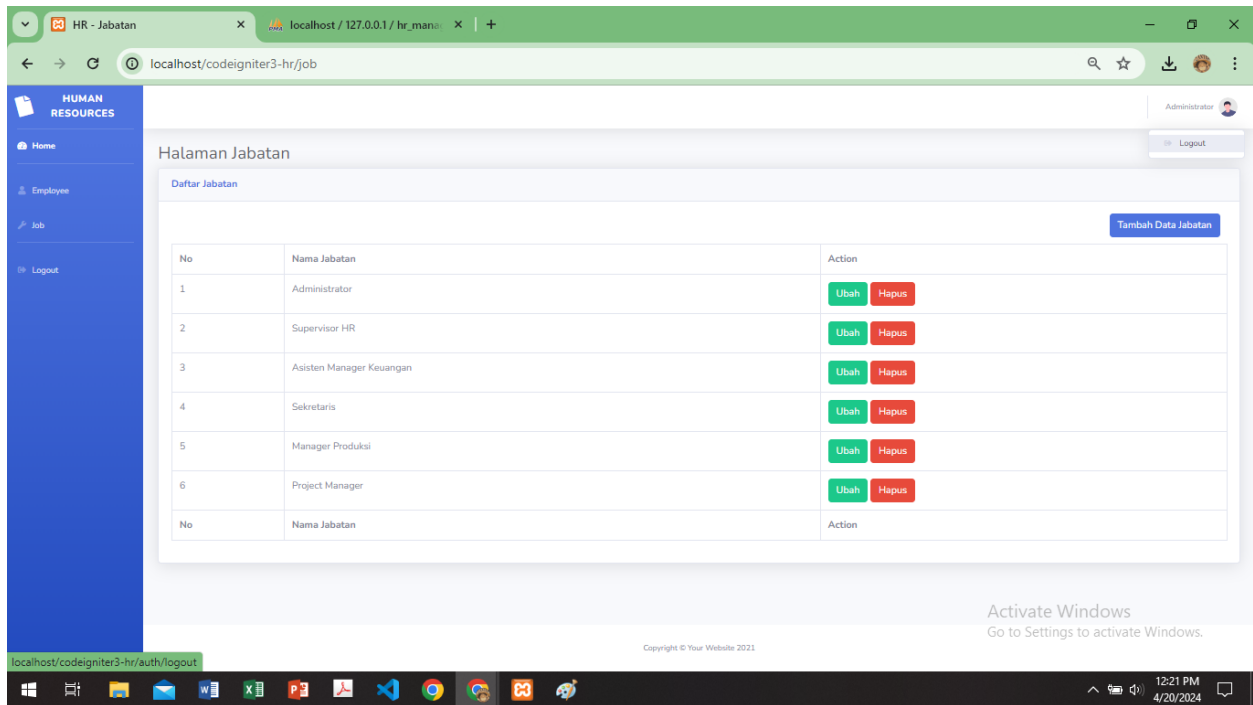 HR - Jabatan
localhost / 127.0.0.1 / hr_mana
localhost/codeigniter3-hr/job
HUMAN
RESOURCES
Administrator
Home
Logout
Halaman Jabatan
Daftar Jabatan
Employee
Job
Tambah Data Jabatan
Logout
No Nama Jabatan Action
1 Administrator Ubah Hapus
2 Supervisor HR Ubah Hapus
3 Asisten Manager Keuangan Ubah Hapus
4 Sekretaris Ubah Hapus
5 Manager Produksi Ubah Hapus
6 Project Manager Ubah Hapus
No Nama Jabatan Action
Activate Windows
Go to Settings to activate Windows.
Copyright © Your Website 2021
localhost/codeigniter3-hr/auth/logout
12:21 PM
4/20/2024